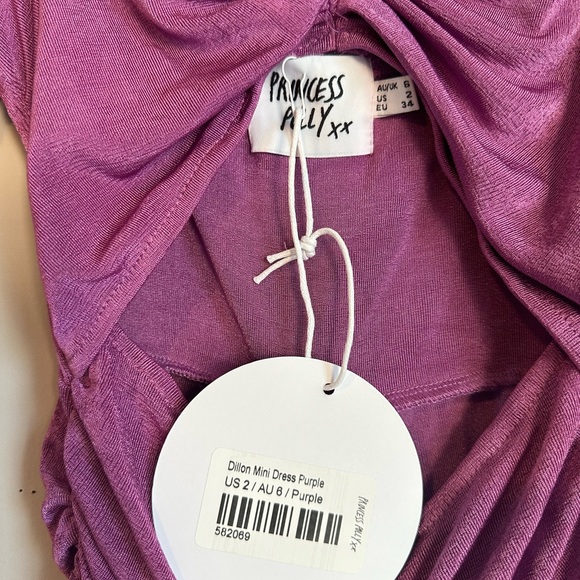 PRINCESS
POLLY xx
AU/UK 6
US 2
EU 34
Dillon Mini Dress Purple
US 2 / AU 6 / Purple
582069
PRINCESS POLLY xx